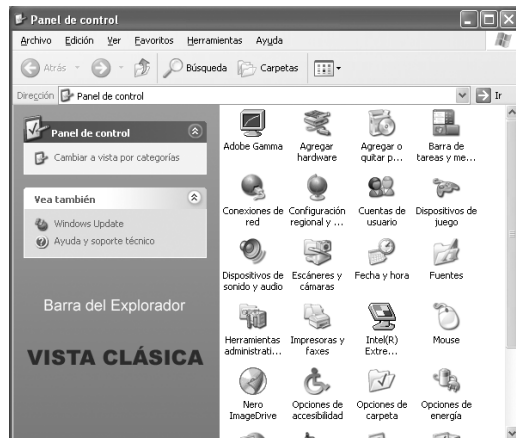 Panel de control
Archivo Edición Ver Favoritos Herramientas Ayuda
Atrás Búsqueda Carpetas
Dirección Panel de control Ir
Panel de control
Cambiar a vista por categorías
Vea también
Windows Update
Ayuda y soporte técnico
Barra del Explorador
VISTA CLÁSICA
Adobe Gamma
Agregar
hardware
Agregar o
quitar p...
Barra de
tareas y me...
Conexiones de
red
Configuración
regional y ...
Cuentas de
usuario
Dispositivos de
juego
Dispositivos de
sonido y audio
Escáneres y
cámaras
Fecha y hora
Fuentes
Herramientas
administrati...
Impresoras y
faxes
Intel(R)
Extre...
Mouse
Nero
ImageDrive
Opciones de
accesibilidad
Opciones de
carpeta
Opciones de
energía